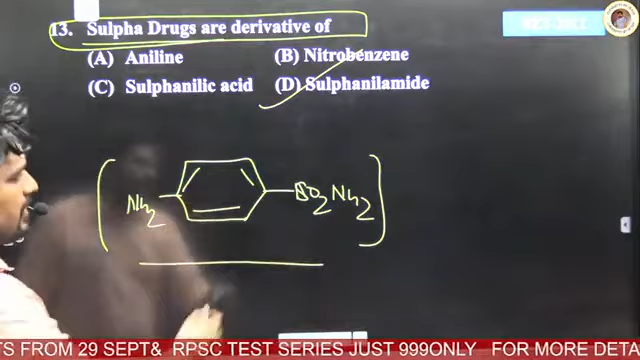 13. Sulpha Drugs are derivative of
(A) Aniline
(B) Nitrobenzene
(C) Sulphanilic acid
(D) Sulphanilamide
NH2
SO2NH2
TS FROM 29 SEPT& RPSC TEST SERIES JUST 999ONLY FOR MORE DETA